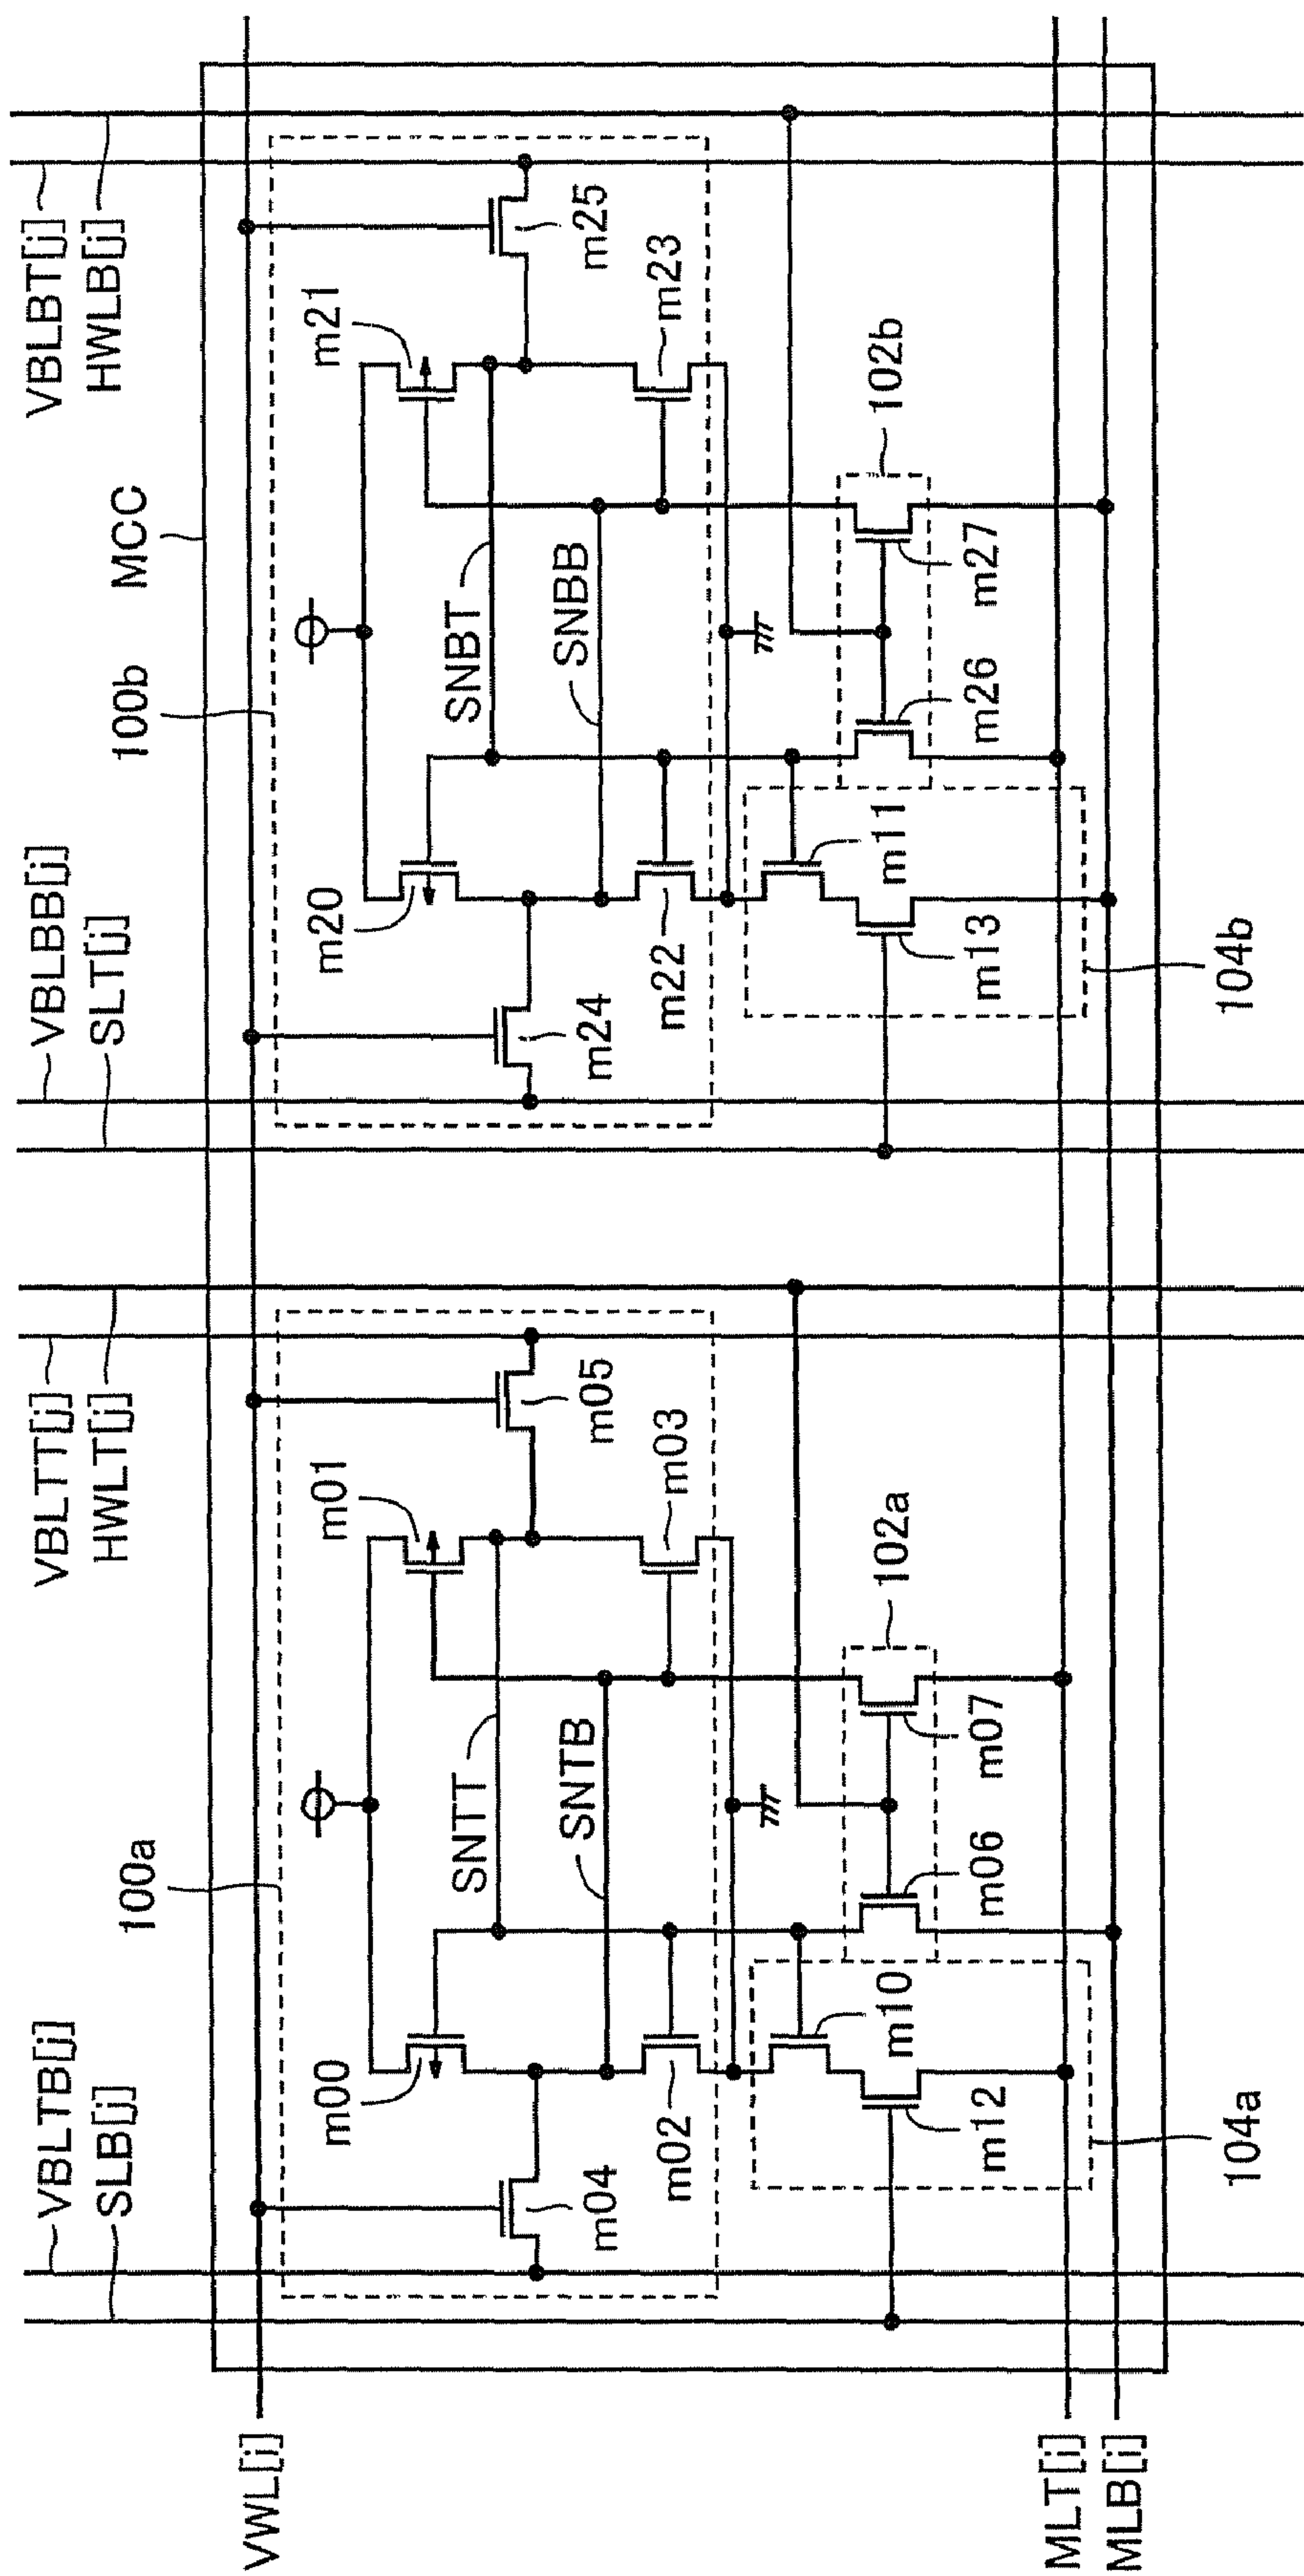 VBLTB[j]
SLB[j]
VBLTT[j]
HWLT[j]
VBLBB[j]
SLT[j]
VBLBT[j]
HWLB[j]
100a
100b
MCC
VWL[i]
m00
m01
m20
m21
SNTT
SNBT
m04
m05
m24
m25
SNTB
SNBB
m02
m03
m22
m23
m10
102a
m11
102b
m12
m06
m07
m13
m26
m27
MLT[i]
MLB[i]
104a
104b